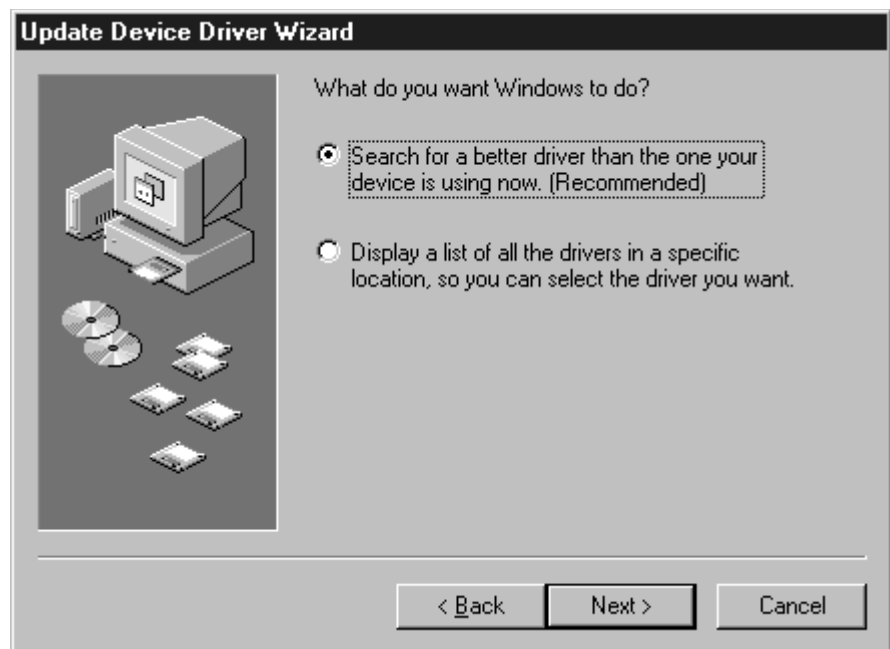 Update Device Driver Wizard
What do you want Windows to do?
Search for a better driver than the one your
device is using now. (Recommended)
Display a list of all the drivers in a specific
location, so you can select the driver you want.
< Back
Next >
Cancel